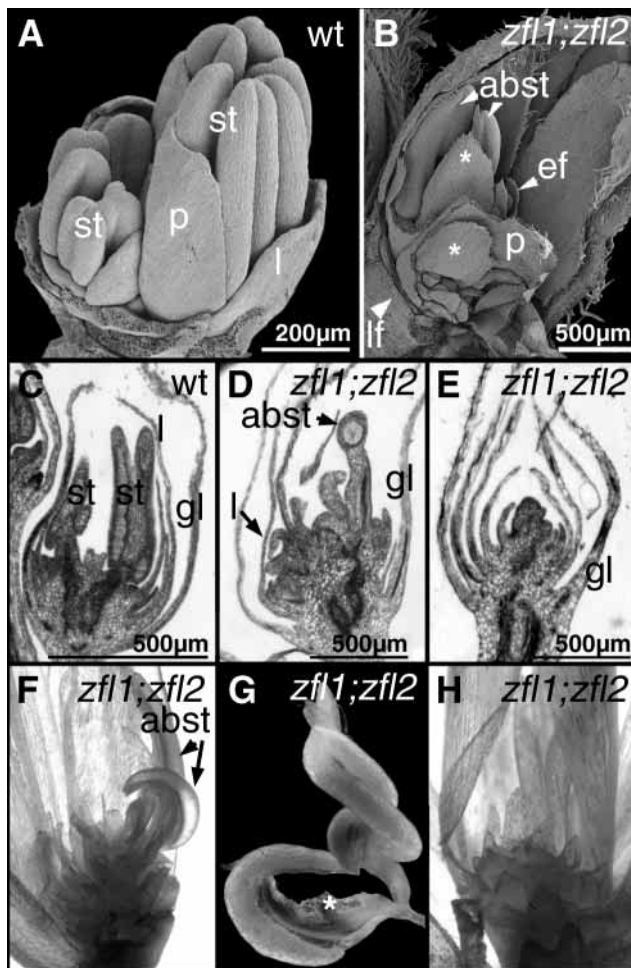 A wt
st
st
p
l
200µm
B zfl1;zfl2
abst
*
ef
*
p
lf
500µm
C wt
l
st st
gl
500µm
D zfl1;zfl2
abst
gl
l
500µm
E zfl1;zfl2
gl
500µm
F zfl1;zfl2
abst
G zfl1;zfl2
*
H zfl1;zfl2